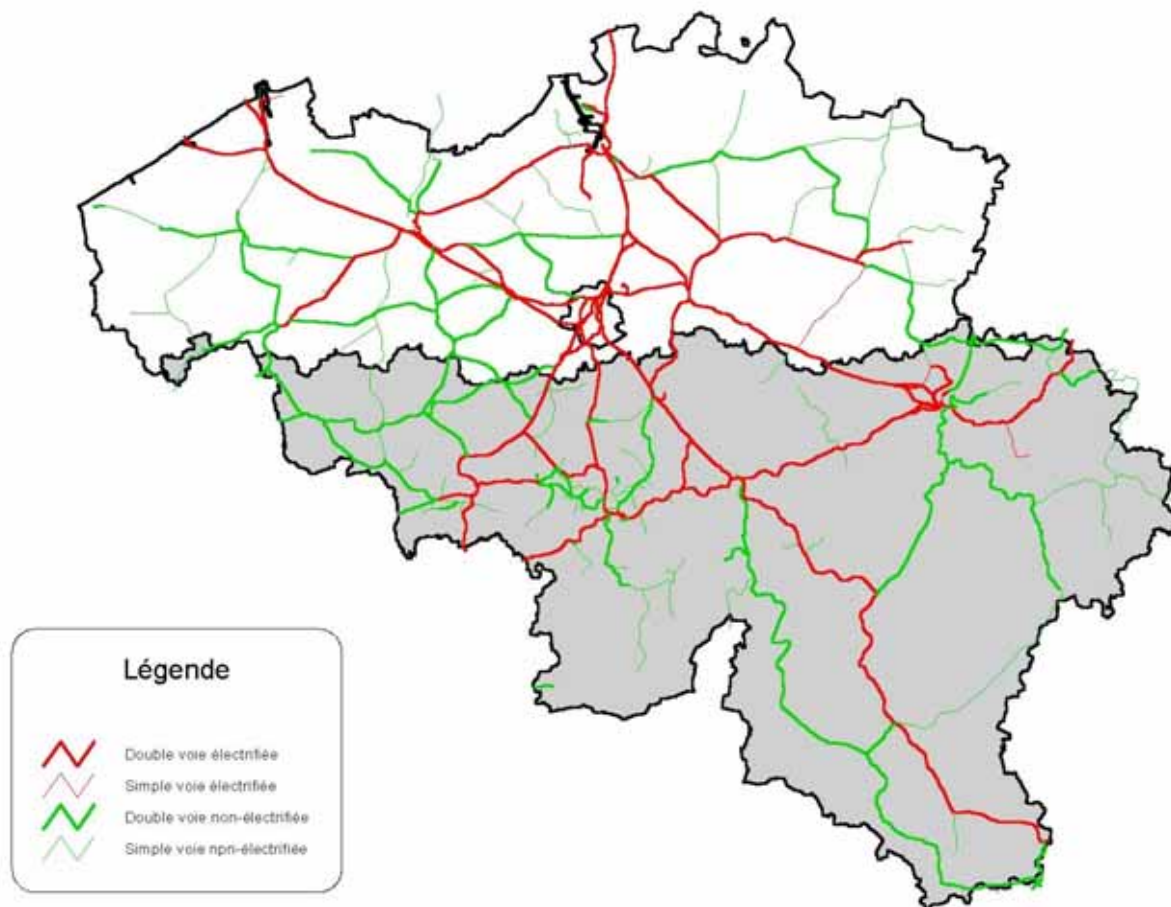 Légende
Double voie électrifiée
Simple voie électrifiée
Double voie non-électrifiée
Simple voie npn-électrifiée